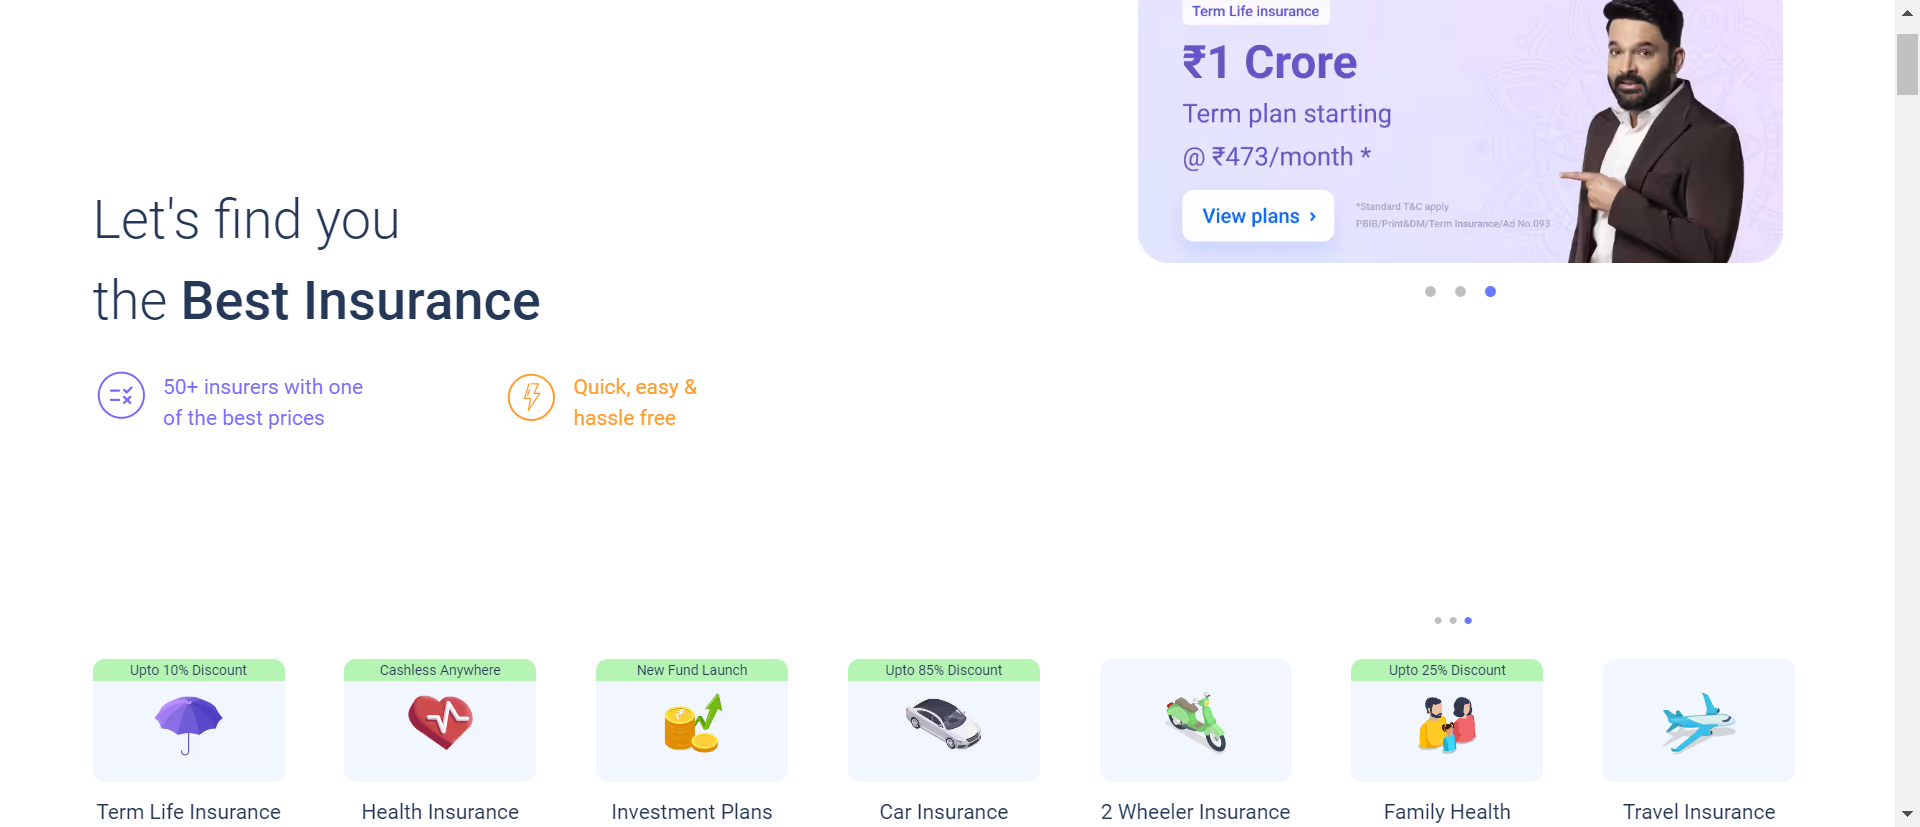 Term Life insurance
₹1 Crore
Term plan starting
@ ₹473/month *
View plans ›
*Standard T&C apply
PBIB/Print&DM/Term Insurance/Ad No.093
Let's find you
the Best Insurance
50+ insurers with one
of the best prices
Quick, easy &
hassle free
Upto 10% Discount
Term Life Insurance
Cashless Anywhere
Health Insurance
New Fund Launch
Investment Plans
Upto 85% Discount
Car Insurance
2 Wheeler Insurance
Upto 25% Discount
Family Health
Travel Insurance